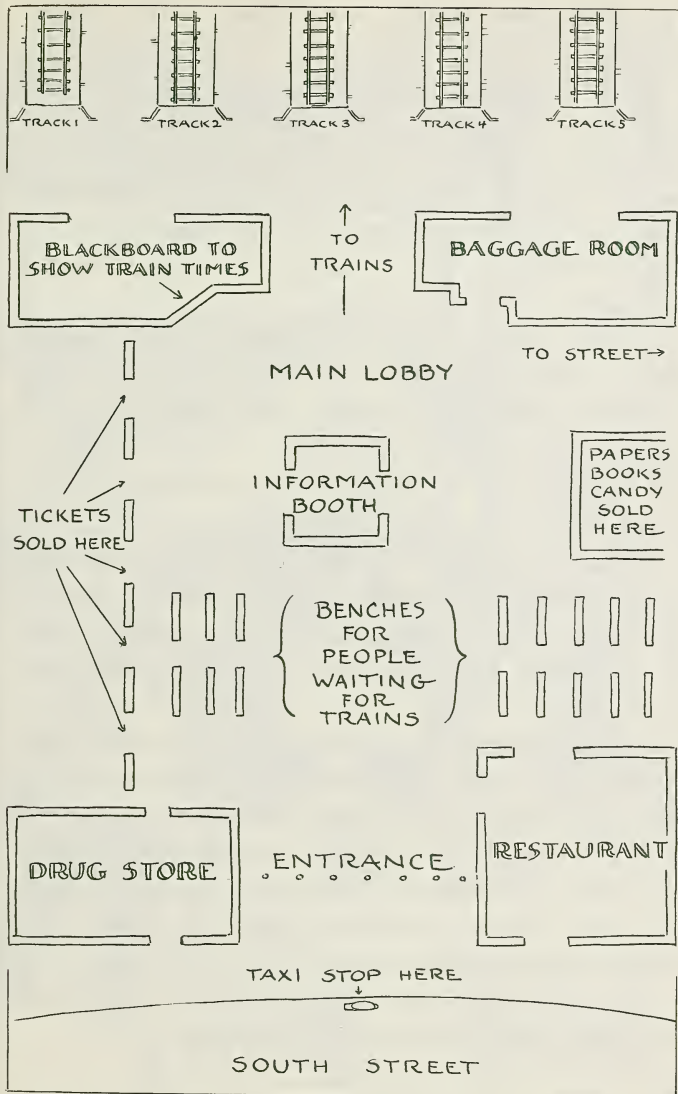 TRACK 1
TRACK 2
TRACK 3
TRACK 4
TRACK 5
BLACKBOARD TO
SHOW TRAIN TIMES
TO
TRAINS
BAGGAGE ROOM
TO STREET→
MAIN LOBBY
INFORMATION
BOOTH
PAPERS
BOOKS
CANDY
SOLD
HERE
TICKETS
SOLD HERE
BENCHES
FOR
PEOPLE
WAITING
FOR
TRAINS
DRUG STORE
ENTRANCE
RESTAURANT
TAXI STOP HERE
SOUTH STREET